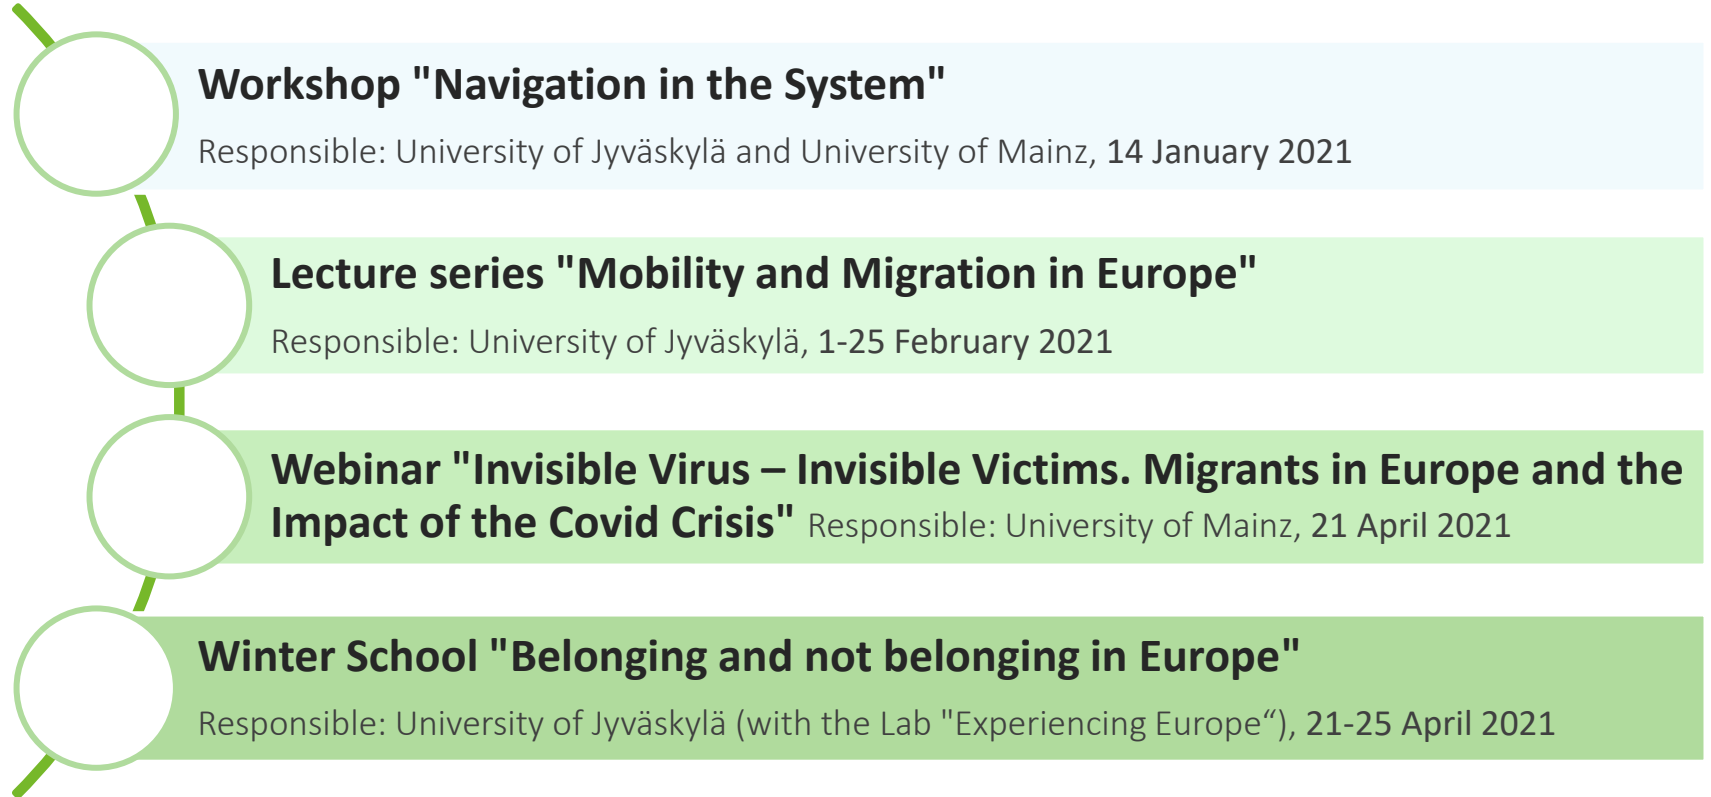 Workshop "Navigation in the System"
Responsible: University of Jyväskylä and University of Mainz, 14 January 2021
Lecture series "Mobility and Migration in Europe"
Responsible: University of Jyväskylä, 1-25 February 2021
Webinar "Invisible Virus – Invisible Victims. Migrants in Europe and the
Impact of the Covid Crisis" Responsible: University of Mainz, 21 April 2021
Winter School "Belonging and not belonging in Europe"
Responsible: University of Jyväskylä (with the Lab "Experiencing Europe“), 21-25 April 2021